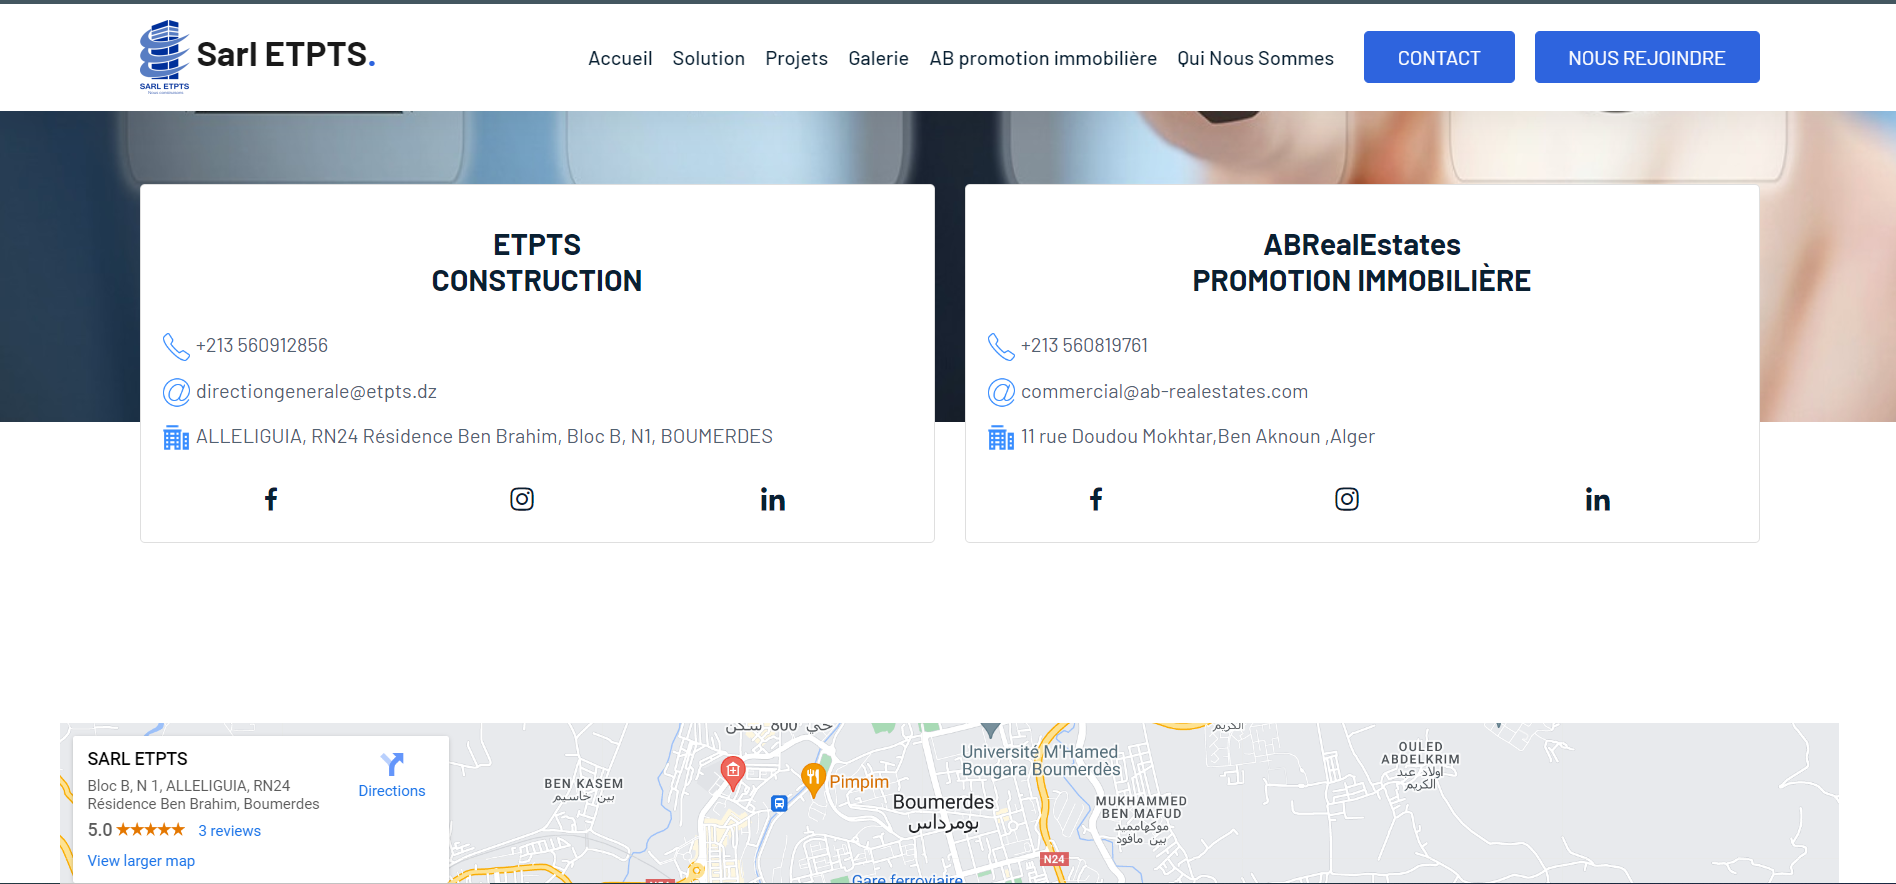 SARL ETPTS
Sarl ETPTS.
Accueil
Solution
Projets
Galerie
AB promotion immobilière
Qui Nous Sommes
CONTACT
NOUS REJOINDRE
ETPTS
CONSTRUCTION
+213 560912856
directiongenerale@etpts.dz
ALLELIGUIA, RN24 Résidence Ben Brahim, Bloc B, N1, BOUMERDES
ABRealEstates
PROMOTION IMMOBILIÈRE
+213 560819761
commercial@ab-realestates.com
11 rue Doudou Mokhtar,Ben Aknoun ,Alger
SARL ETPTS
Bloc B, N 1, ALLELIGUIA, RN24
Résidence Ben Brahim, Boumerdes
5.0 3 reviews
View larger map
Directions
حي 800 سكن
BEN KASEM
بين خاسيم
Pimpim
Université M'Hamed
Bougara Boumerdès
Boumerdes
بومرداس
MUKHAMMED
BEN MAFUD
موكهاممبد
بين مافود
الكريم
OULED
ABDELKRIM
اولاد عبد
الكريم
N24
Gare ferroviaire